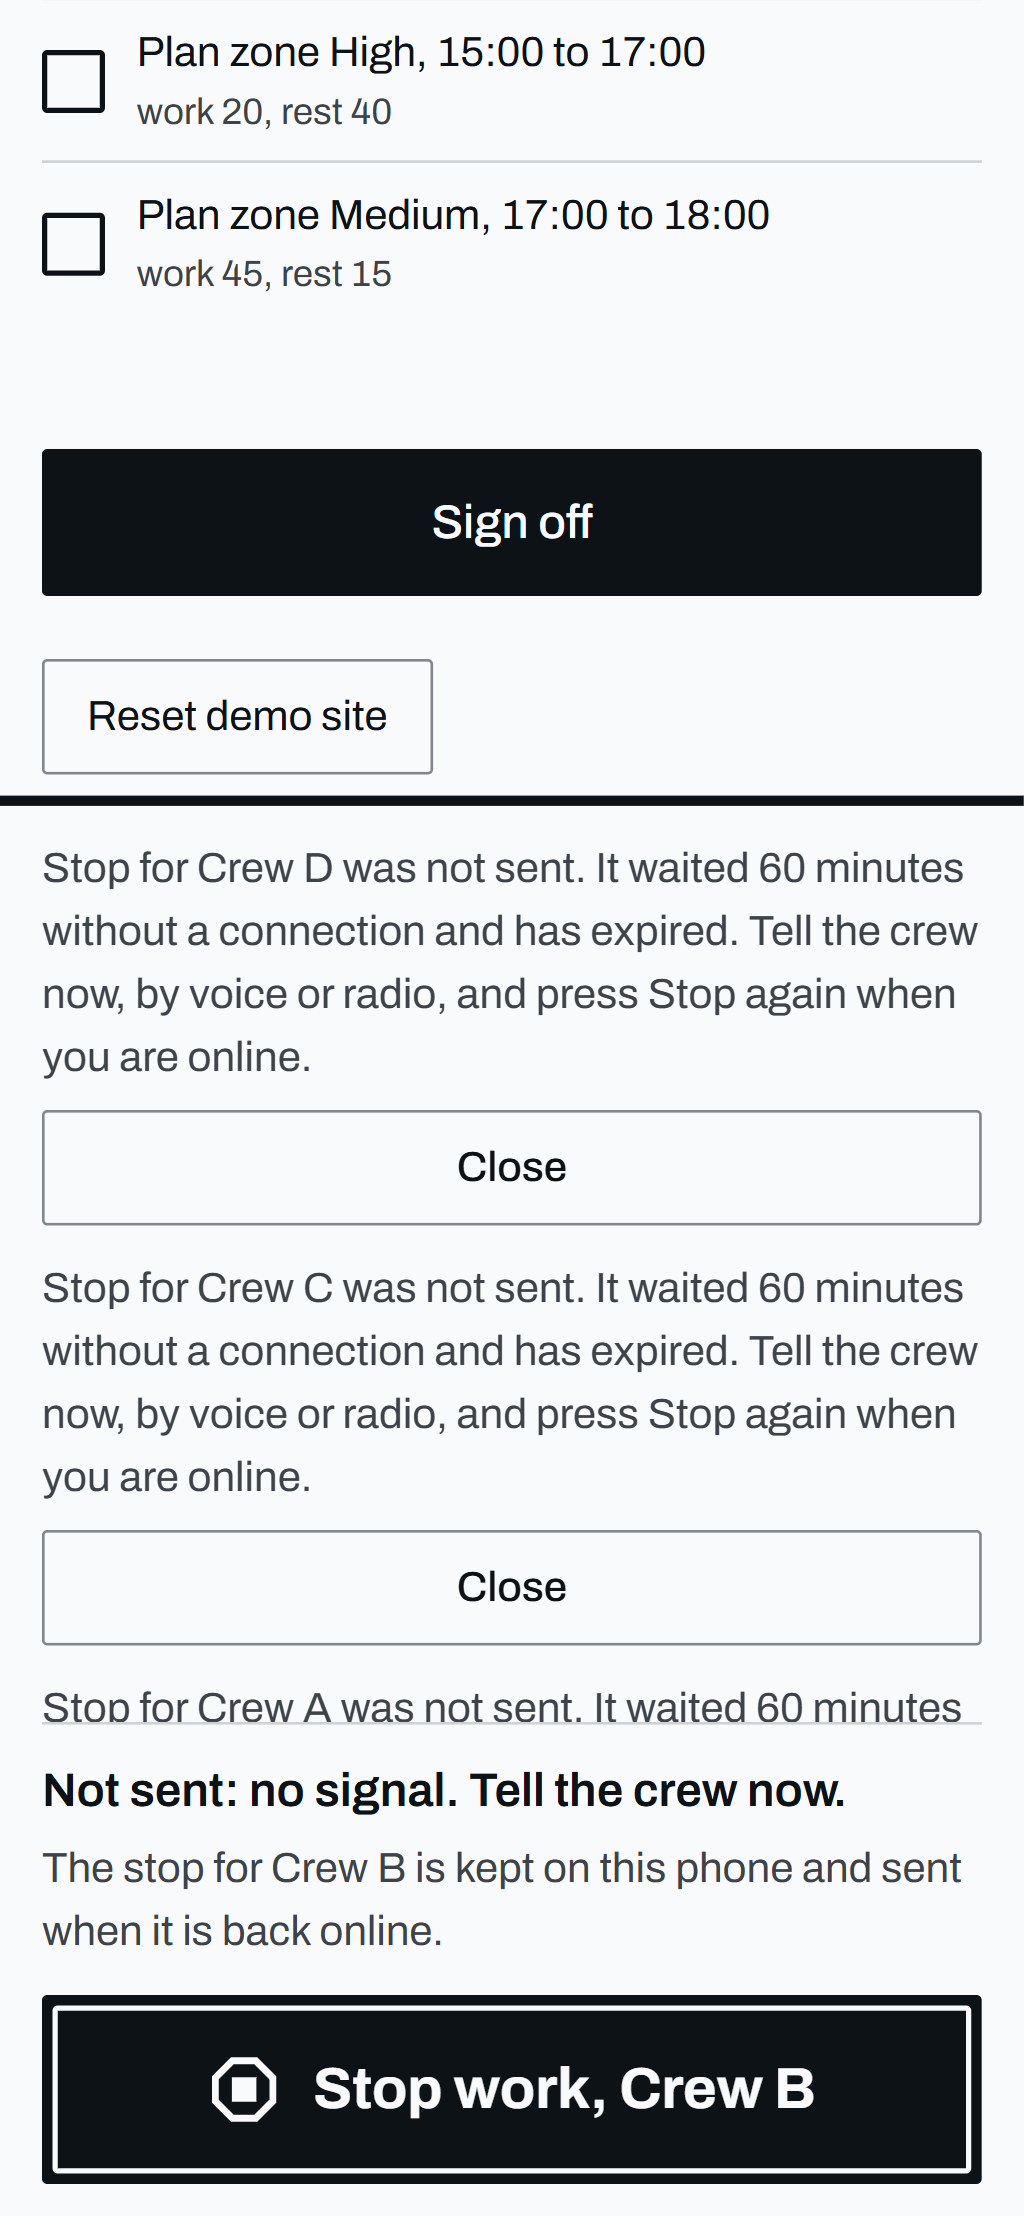 Plan zone High, 15:00 to 17:00
work 20, rest 40
Plan zone Medium, 17:00 to 18:00
work 45, rest 15
Sign off
Reset demo site
Stop for Crew D was not sent. It waited 60 minutes
without a connection and has expired. Tell the crew
now, by voice or radio, and press Stop again when
you are online.
Close
Stop for Crew C was not sent. It waited 60 minutes
without a connection and has expired. Tell the crew
now, by voice or radio, and press Stop again when
you are online.
Close
Stop for Crew A was not sent. It waited 60 minutes
Not sent: no signal. Tell the crew now.
The stop for Crew B is kept on this phone and sent
when it is back online.
Stop work, Crew B